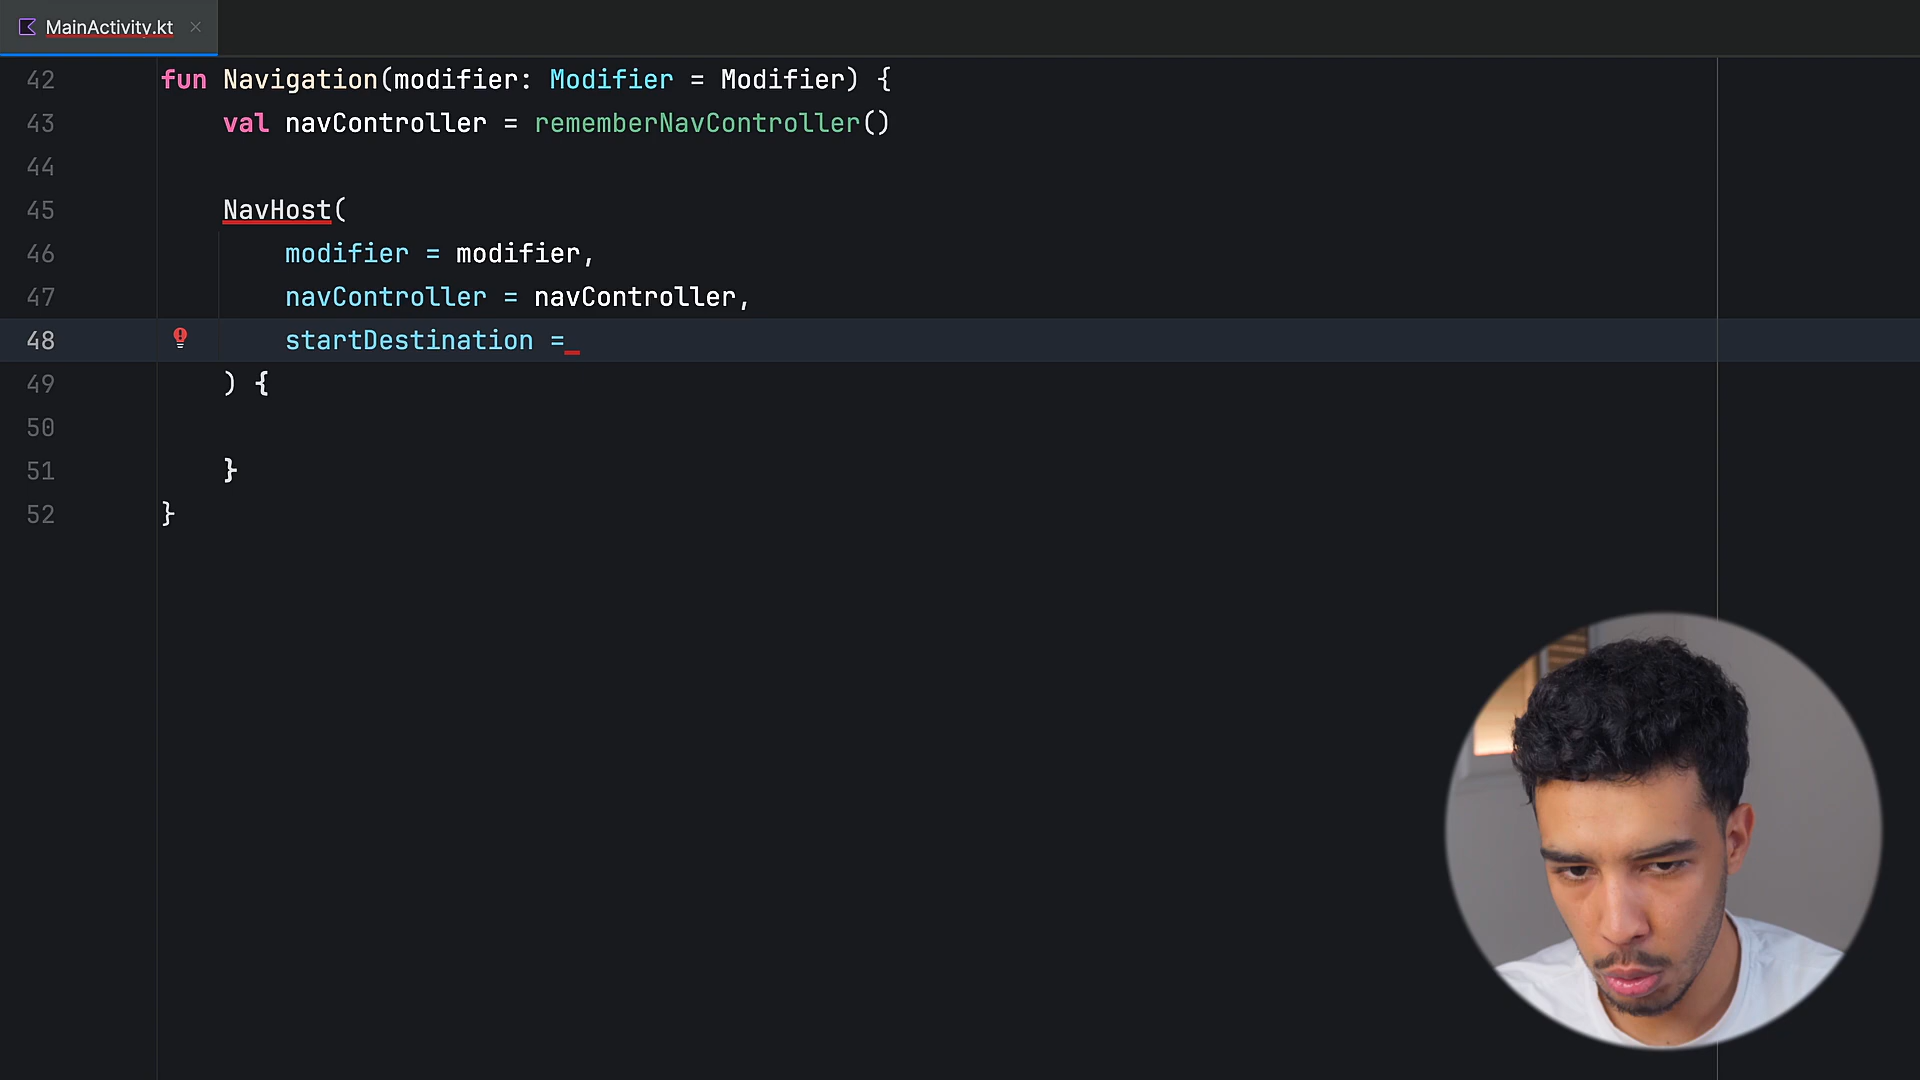 MainActivity.kt
42 fun Navigation(modifier: Modifier = Modifier) {
43 val navController = rememberNavController()
44
45 NavHost(
46 modifier = modifier,
47 navController = navController,
48 startDestination =
49 ) {
50
51 }
52 }